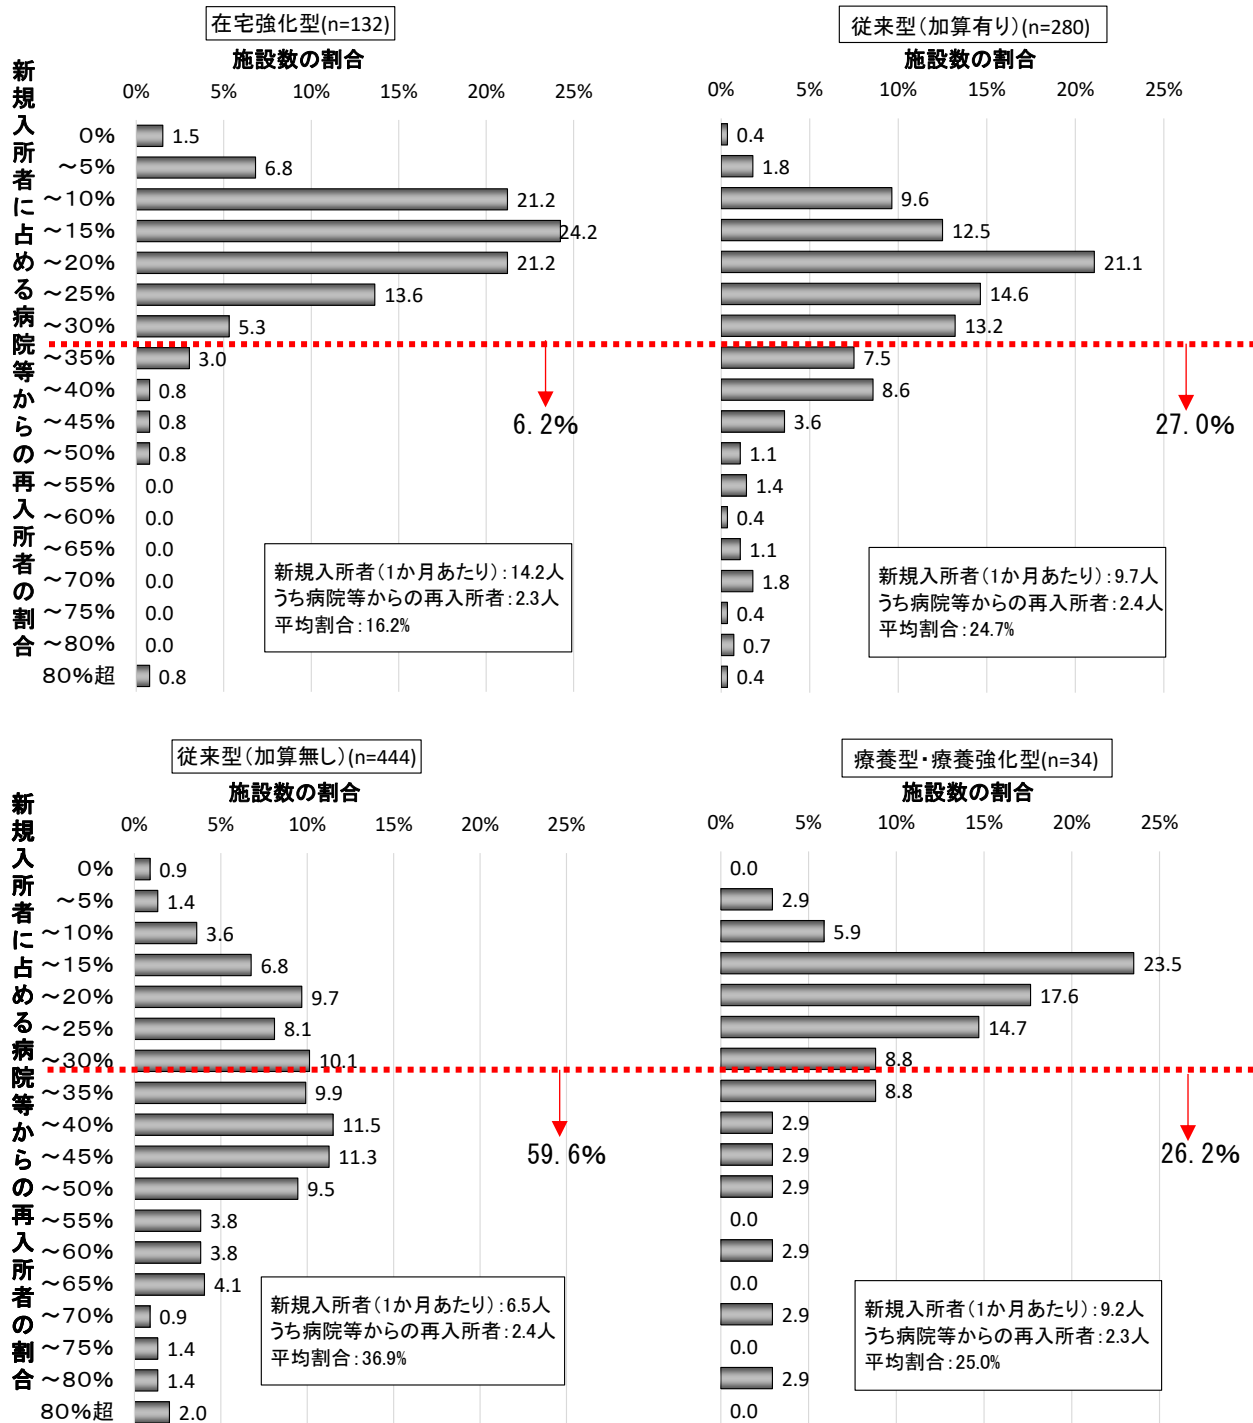 在宅強化型(n=132)
施設数の割合
新規入所者に占める病院等からの再入所者の割合
0% 5% 10% 15% 20% 25%
0% 1.5
～5% 6.8
～10% 21.2
～15% 24.2
～20% 21.2
～25% 13.6
～30% 5.3
～35% 3.0
～40% 0.8
～45% 0.8
～50% 0.8
～55% 0.0
～60% 0.0
～65% 0.0
～70% 0.0
～75% 0.0
～80% 0.0
80%超 0.8
6.2%
新規入所者(1か月あたり):14.2人
うち病院等からの再入所者:2.3人
平均割合:16.2%
従来型(加算有り)(n=280)
施設数の割合
0% 5% 10% 15% 20% 25%
0.4
1.8
9.6
12.5
21.1
14.6
13.2
7.5
8.6
3.6
1.1
1.4
0.4
1.1
1.8
0.4
0.7
0.4
27.0%
新規入所者(1か月あたり):9.7人
うち病院等からの再入所者:2.4人
平均割合:24.7%
従来型(加算無し)(n=444)
施設数の割合
新規入所者に占める病院等からの再入所者の割合
0% 5% 10% 15% 20% 25%
0% 0.9
～5% 1.4
～10% 3.6
～15% 6.8
～20% 9.7
～25% 8.1
～30% 10.1
～35% 9.9
～40% 11.5
～45% 11.3
～50% 9.5
～55% 3.8
～60% 3.8
～65% 4.1
～70% 0.9
～75% 1.4
～80% 1.4
80%超 2.0
59.6%
新規入所者(1か月あたり):6.5人
うち病院等からの再入所者:2.4人
平均割合:36.9%
療養型・療養強化型(n=34)
施設数の割合
0% 5% 10% 15% 20% 25%
0.0
2.9
5.9
23.5
17.6
14.7
8.8
8.8
2.9
2.9
2.9
0.0
2.9
0.0
2.9
0.0
2.9
0.0
26.2%
新規入所者(1か月あたり):9.2人
うち病院等からの再入所者:2.3人
平均割合:25.0%